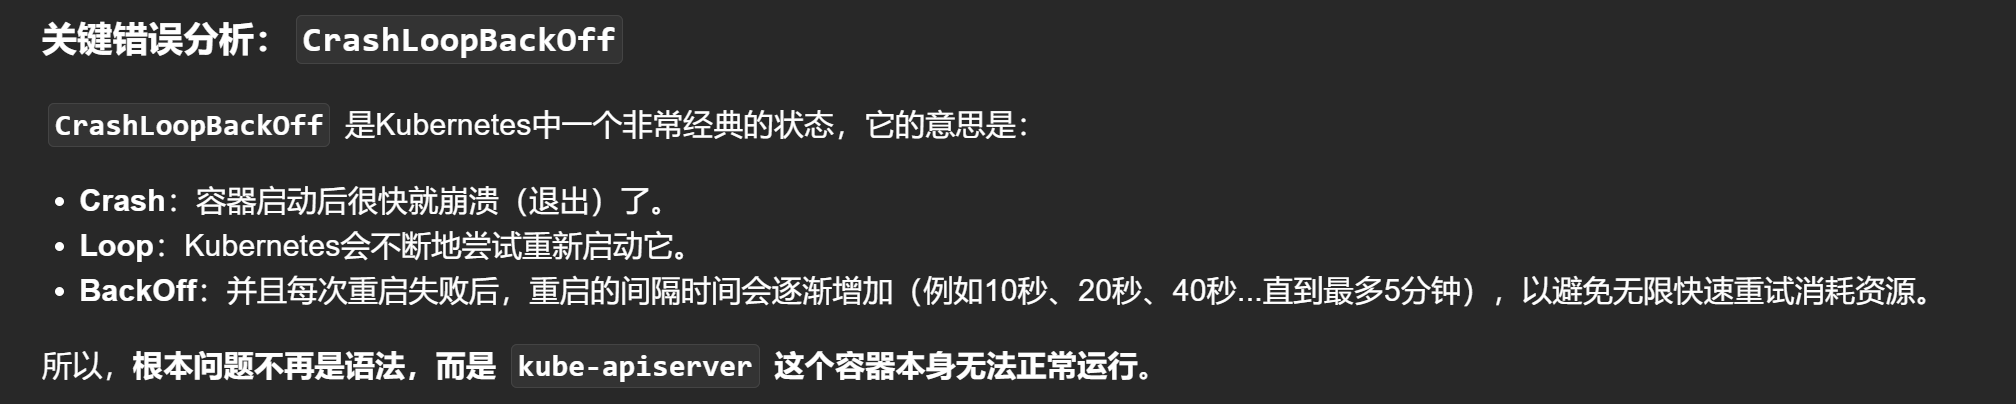 关键错误分析： CrashLoopBackOff
CrashLoopBackOff 是Kubernetes中一个非常经典的状态，它的意思是：
• Crash：容器启动后很快就崩溃（退出）了。
• Loop：Kubernetes会不断地尝试重新启动它。
• BackOff：并且每次重启失败后，重启的间隔时间会逐渐增加（例如10秒、20秒、40秒...直到最多5分钟），以避免无限快速重试消耗资源。
所以，根本问题不再是语法，而是 kube-apiserver 这个容器本身无法正常运行。